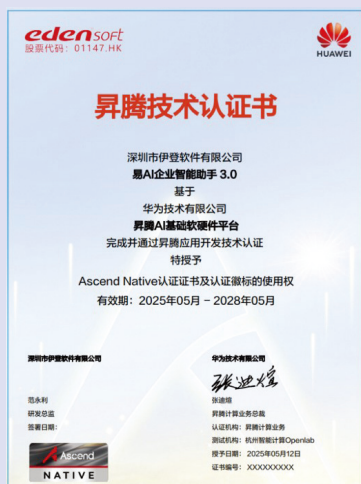 edensoft
股票代码：01147.HK
HUAWEI
昇腾技术认证书
深圳市伊登软件有限公司
易AI企业智能助手 3.0
基于
华为技术有限公司
昇腾AI基础软硬件平台
完成并通过昇腾应用开发技术认证
特授予
Ascend Native认证证书及认证徽标的使用权
有效期：2025年05月 – 2028年05月
深圳市伊登软件有限公司
范永利
研发总监
签署日期：
Ascend
NATIVE
华为技术有限公司
张迪煊
张迪煊
昇腾计算业务总裁
认证机构：昇腾计算业务
测试机构：杭州智能计算Openlab
授予日期：2025年05月12日
证书编号：XXXXXXXXX